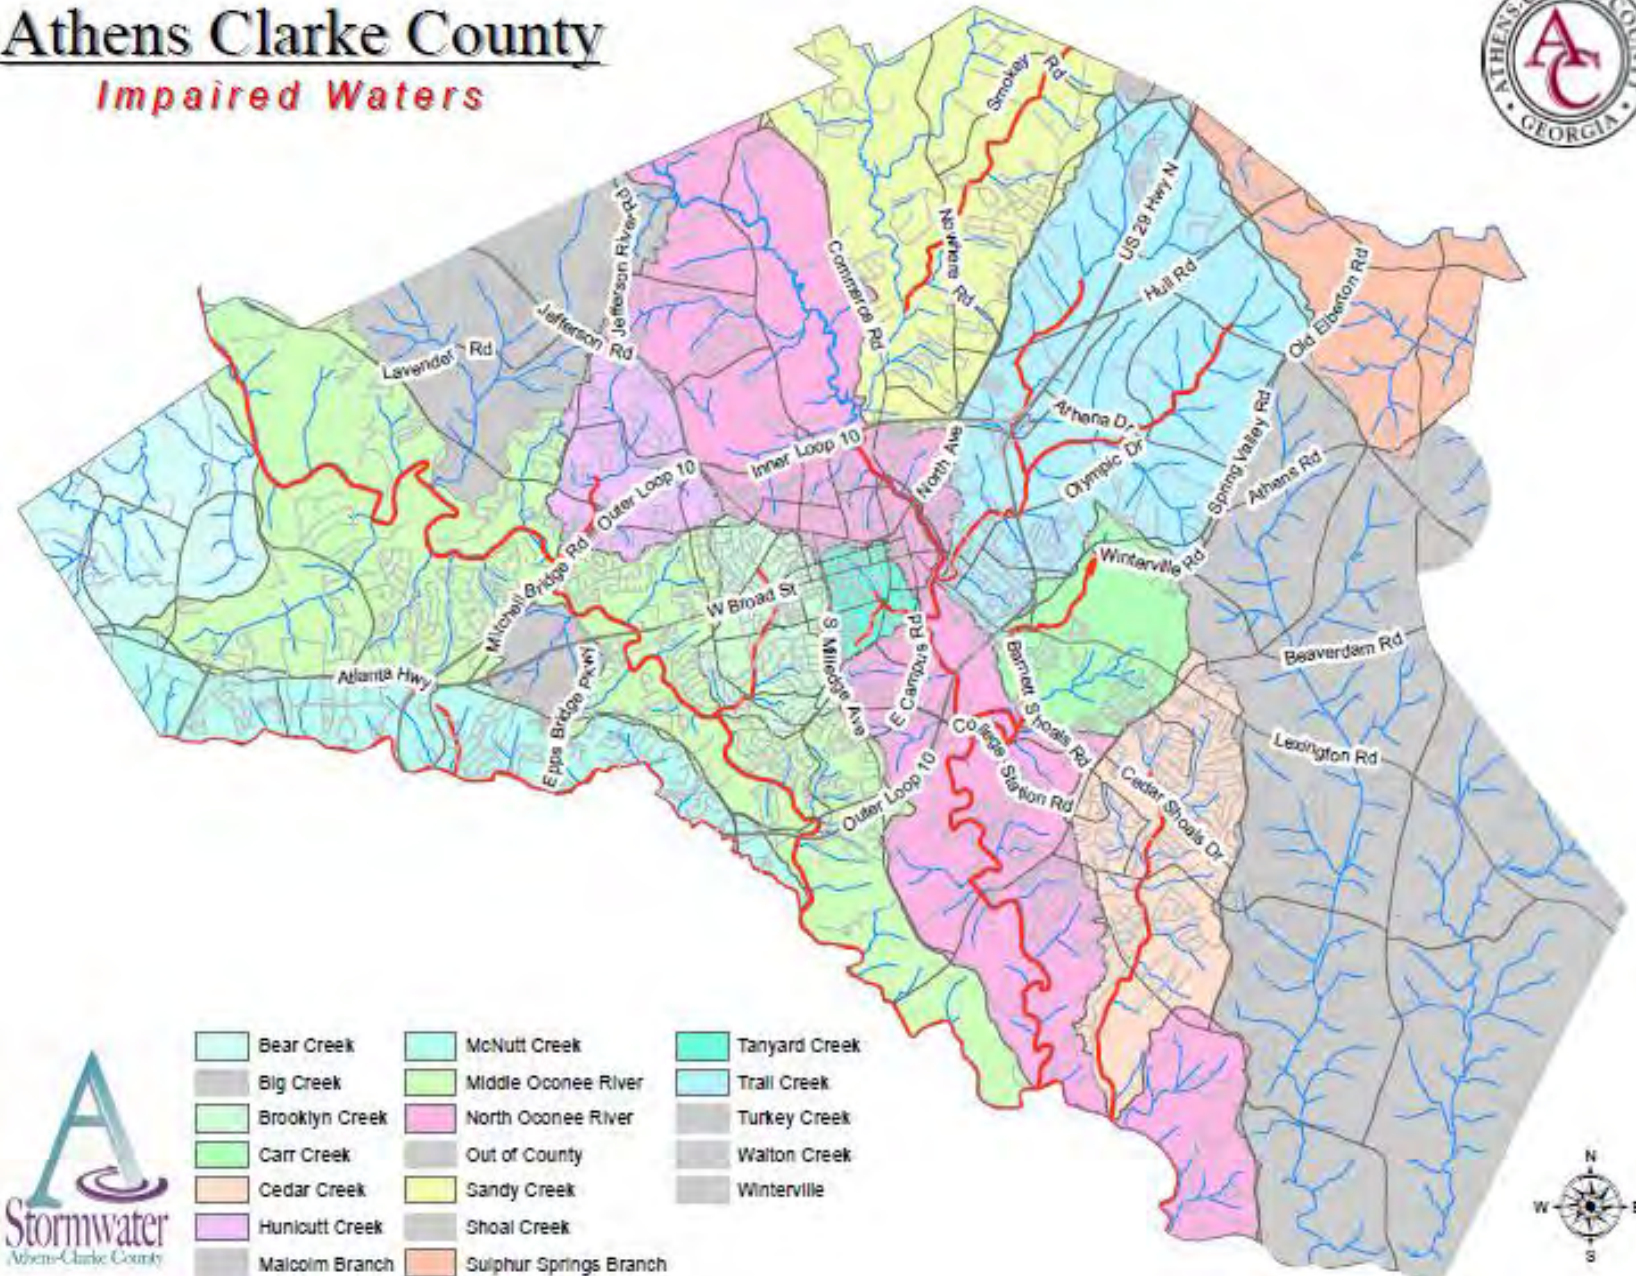 Athens Clarke County
Impaired Waters
ATHENS-C
COUNTY
AC
GEORGIA
Smokey Rd
Nowhere Rd
US 29 Hwy N
Hull Rd
Old Elberton Rd
Jefferson River Rd
Commerce Rd
Jefferson Rd
Lavender Rd
Athena Dr
Olympic Dr
Spring Valley Rd
Athens Rd
North Ave
Inner Loop 10
Outer Loop 10
Winterville Rd
Mitchell Bridge Rd
W Broad St
S Milledge Ave
E Campus Rd
Barnett Shoals Rd
Beaverdam Rd
Atlanta Hwy
Epps Bridge Pkwy
College Station Rd
Lexington Rd
Cedar Shoals Dr
Outer Loop 10
Bear Creek
Big Creek
Brooklyn Creek
Carr Creek
Cedar Creek
Hunicutt Creek
Malcolm Branch
McNutt Creek
Middle Oconee River
North Oconee River
Out of County
Sandy Creek
Shoal Creek
Sulphur Springs Branch
Tanyard Creek
Trail Creek
Turkey Creek
Walton Creek
Winterville
A
Stormwater
Athens-Clarke County
N
W E
S